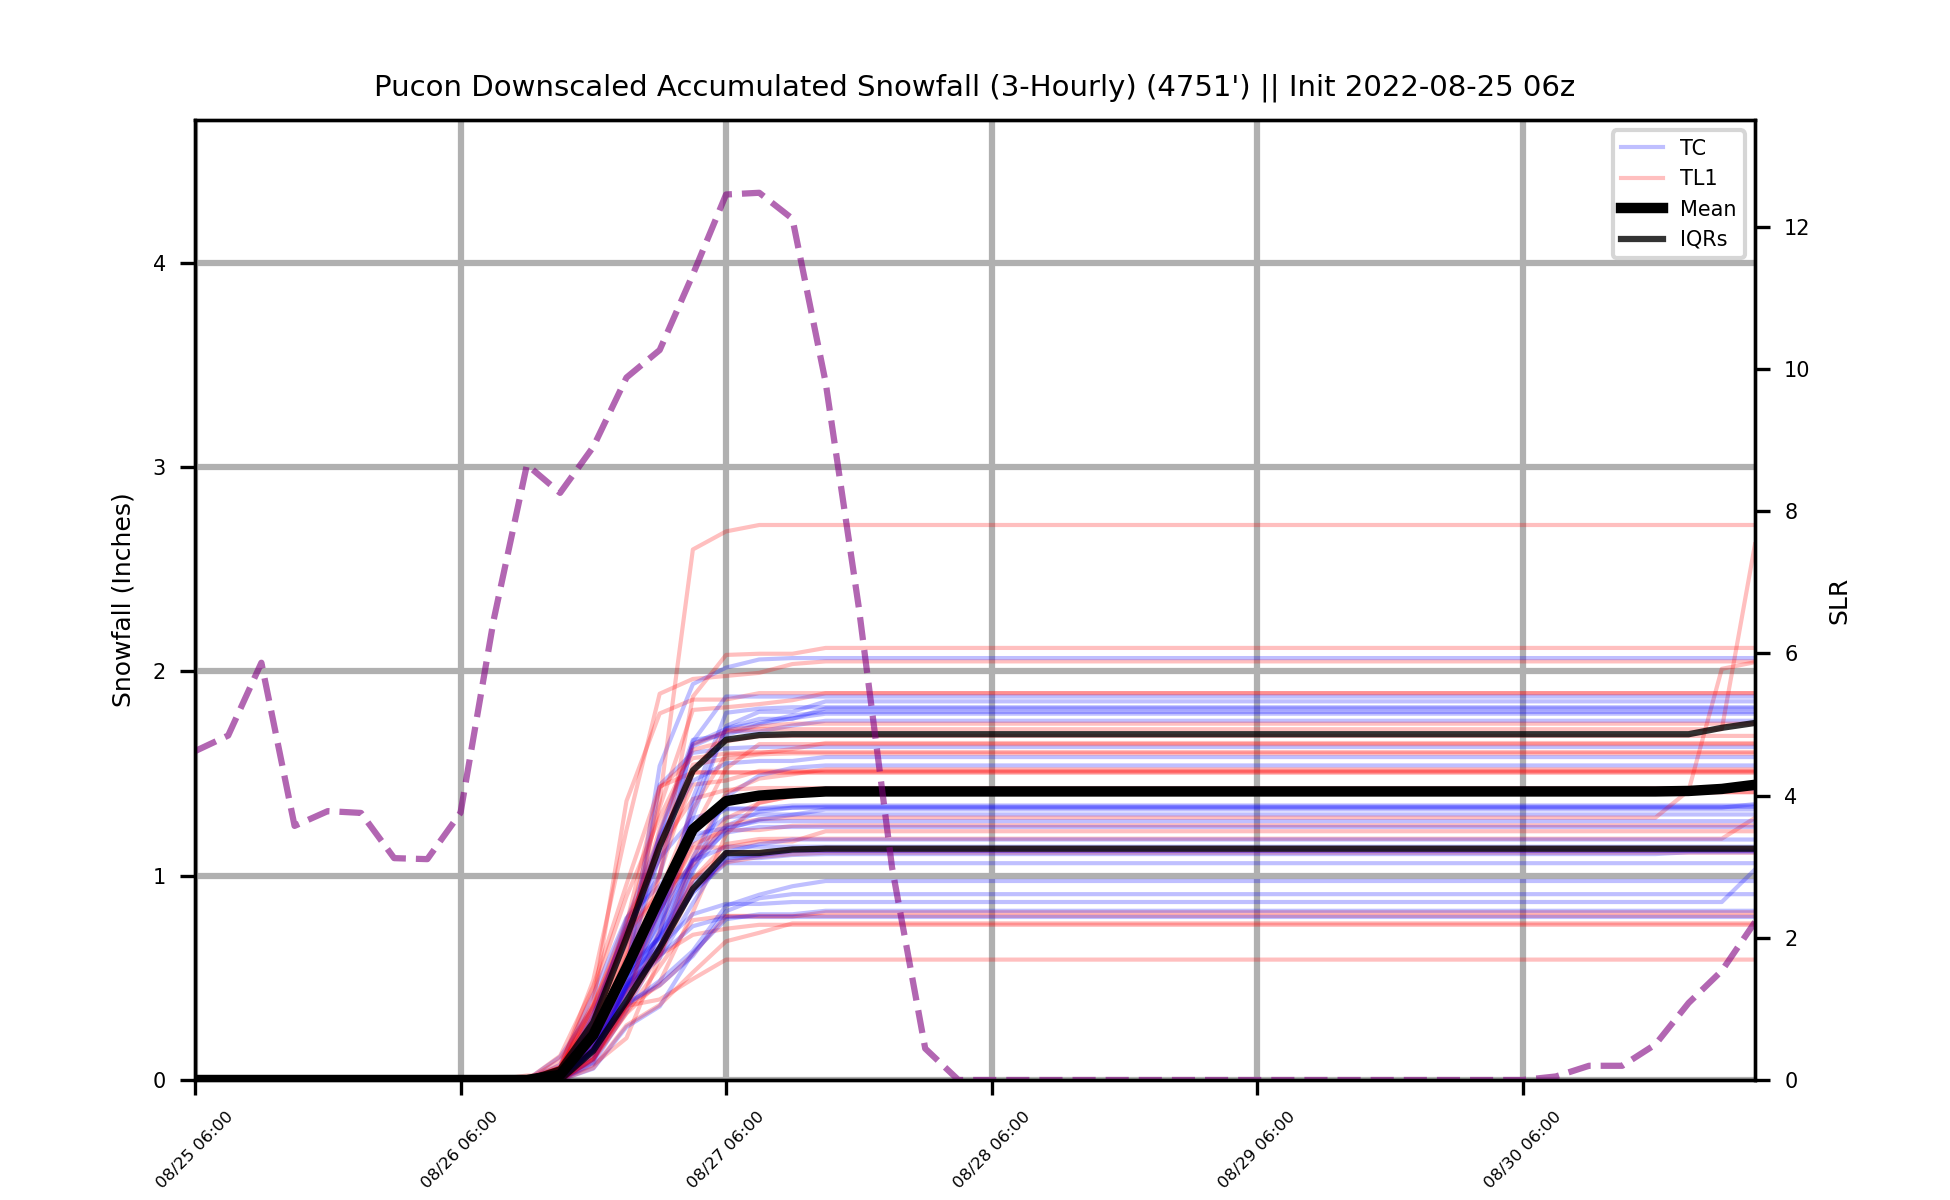 Pucon Downscaled Accumulated Snowfall (3-Hourly) (4751') || Init 2022-08-25 06z
TC
TL1
Mean
IQRs
Snowfall (Inches)
4
3
2
1
0
12
10
8
6
4
2
0
SLR
08/25 06:00
08/26 06:00
08/27 06:00
08/28 06:00
08/29 06:00
08/30 06:00